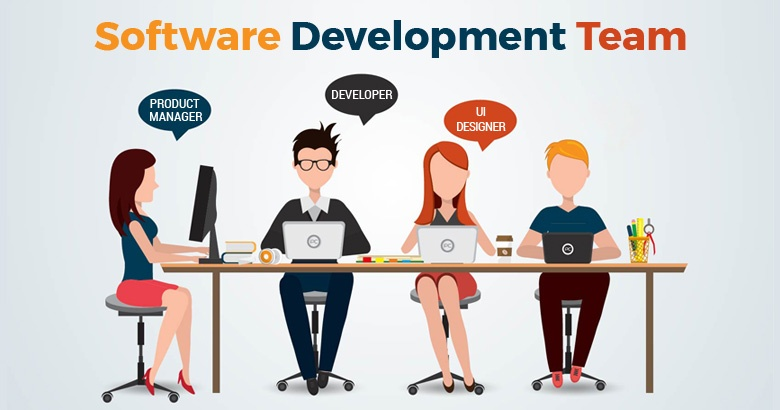 Software Development Team
PRODUCT
MANAGER
DEVELOPER
UI
DESIGNER